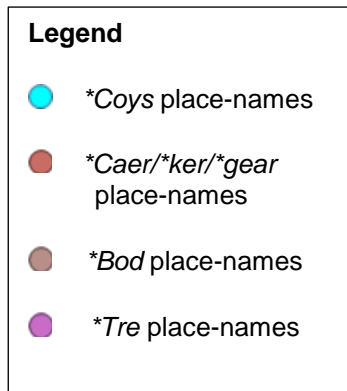 Legend
*Coys place-names
*Caer/*ker/*gear
place-names
*Bod place-names
*Tre place-names